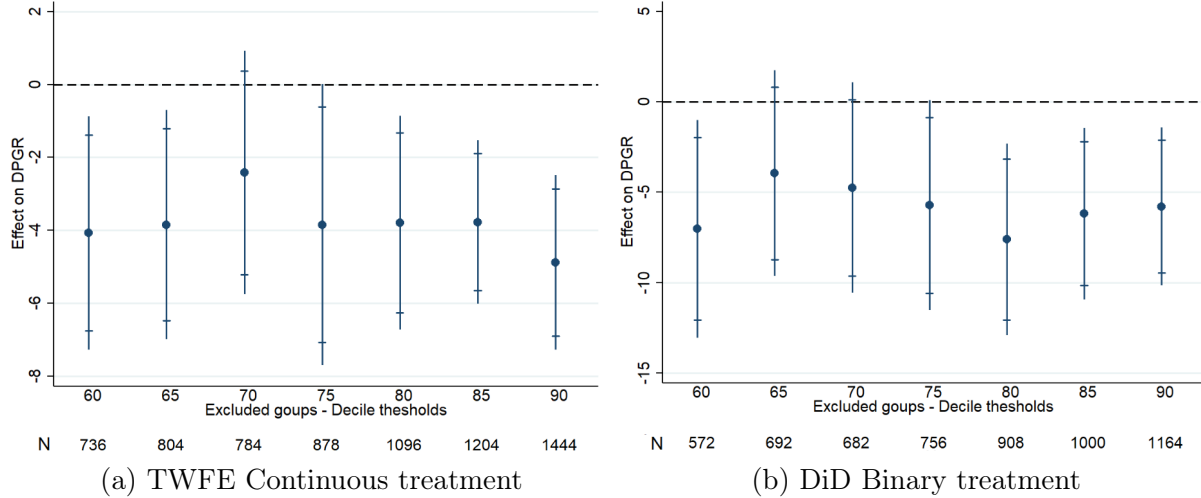 2
0
-2
-4
-6
-8
Effect on DPGR
60 65 70 75 80 85 90
Excluded goups - Decile thesholds
N 736 804 784 878 1096 1204 1444
(a) TWFE Continuous treatment
5
0
-5
-10
-15
Effect on DPGR
60 65 70 75 80 85 90
Excluded goups - Decile thesholds
N 572 692 682 756 908 1000 1164
(b) DiD Binary treatment